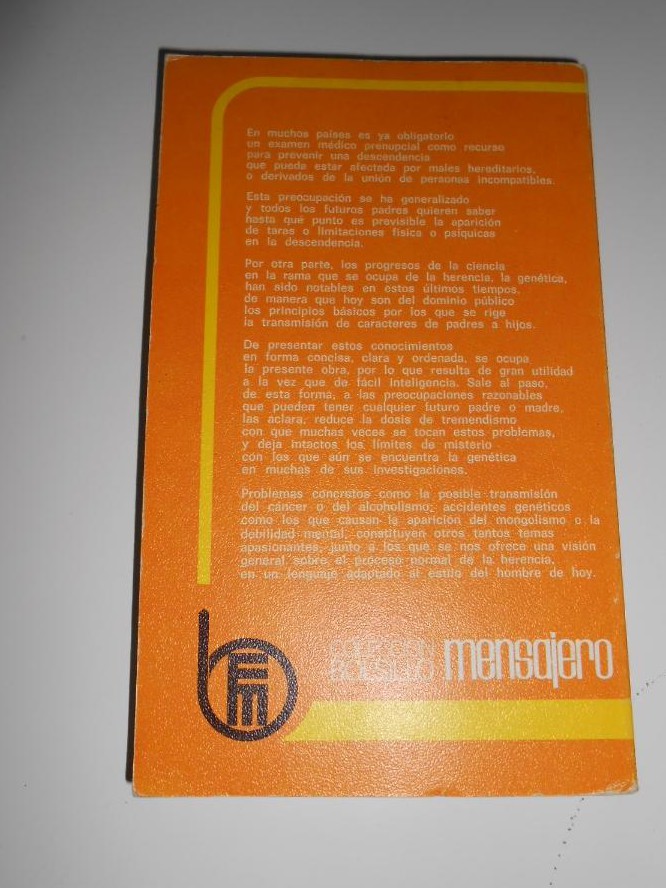 En muchos países es ya obligatorio
un examen médico prenupcial como recurso
para prevenir una descendencia
que pueda estar afectada por males hereditarios,
o derivados de la unión de personas incompatibles.
Esta preocupación se ha generalizado
y todos los futuros padres quieren saber
hasta qué punto es previsible la aparición
de taras o limitaciones física o psíquicas
en la descendencia.
Por otra parte, los progresos de la ciencia
en la rama que se ocupa de la herencia, la genética,
han sido notables en estos últimos tiempos,
de manera que hoy son del dominio público
los principios básicos por los que se rige
la transmisión de caracteres de padres a hijos.
De presentar estos conocimientos
en forma concisa, clara y ordenada, se ocupa
la presente obra, por lo que resulta de gran utilidad
a la vez que de fácil inteligencia. Sale al paso,
de esta forma, a las preocupaciones razonables
que pueden tener cualquier futuro padre o madre,
las aclara, reduce la dosis de tremendismo
con que muchas veces se tocan estos problemas,
y deja intactos los límites de misterio
con los que aún se encuentra la genética
en muchas de sus investigaciones.
Problemas concretos como la posible transmisión
del cáncer o del alcoholismo; accidentes genéticos
como los que causan la aparición del mongolismo o la
debilidad mental, constituyen otros tantos temas
apasionantes, junto a los que se nos ofrece una visión
general sobre el proceso normal de la herencia,
en un lenguaje adaptado al estilo del hombre de hoy.
mensajero